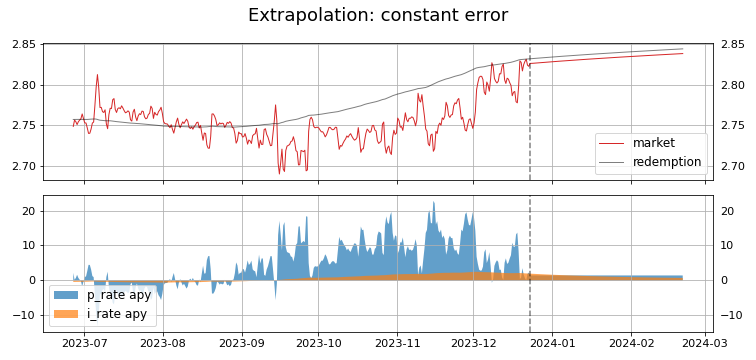 Extrapolation: constant error
2.85 2.85
2.80 2.80
2.75 2.75
2.70 2.70
market
redemption
20 20
10 10
0 0
−10 −10
p_rate apy
i_rate apy
2023-07 2023-08 2023-09 2023-10 2023-11 2023-12 2024-01 2024-02 2024-03